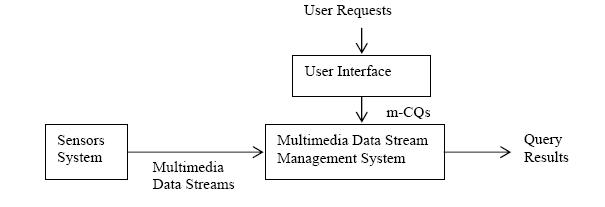 User Requests
User Interface
m-CQs
Sensors
System
Multimedia
Data Streams
Multimedia Data Stream
Management System
Query
Results